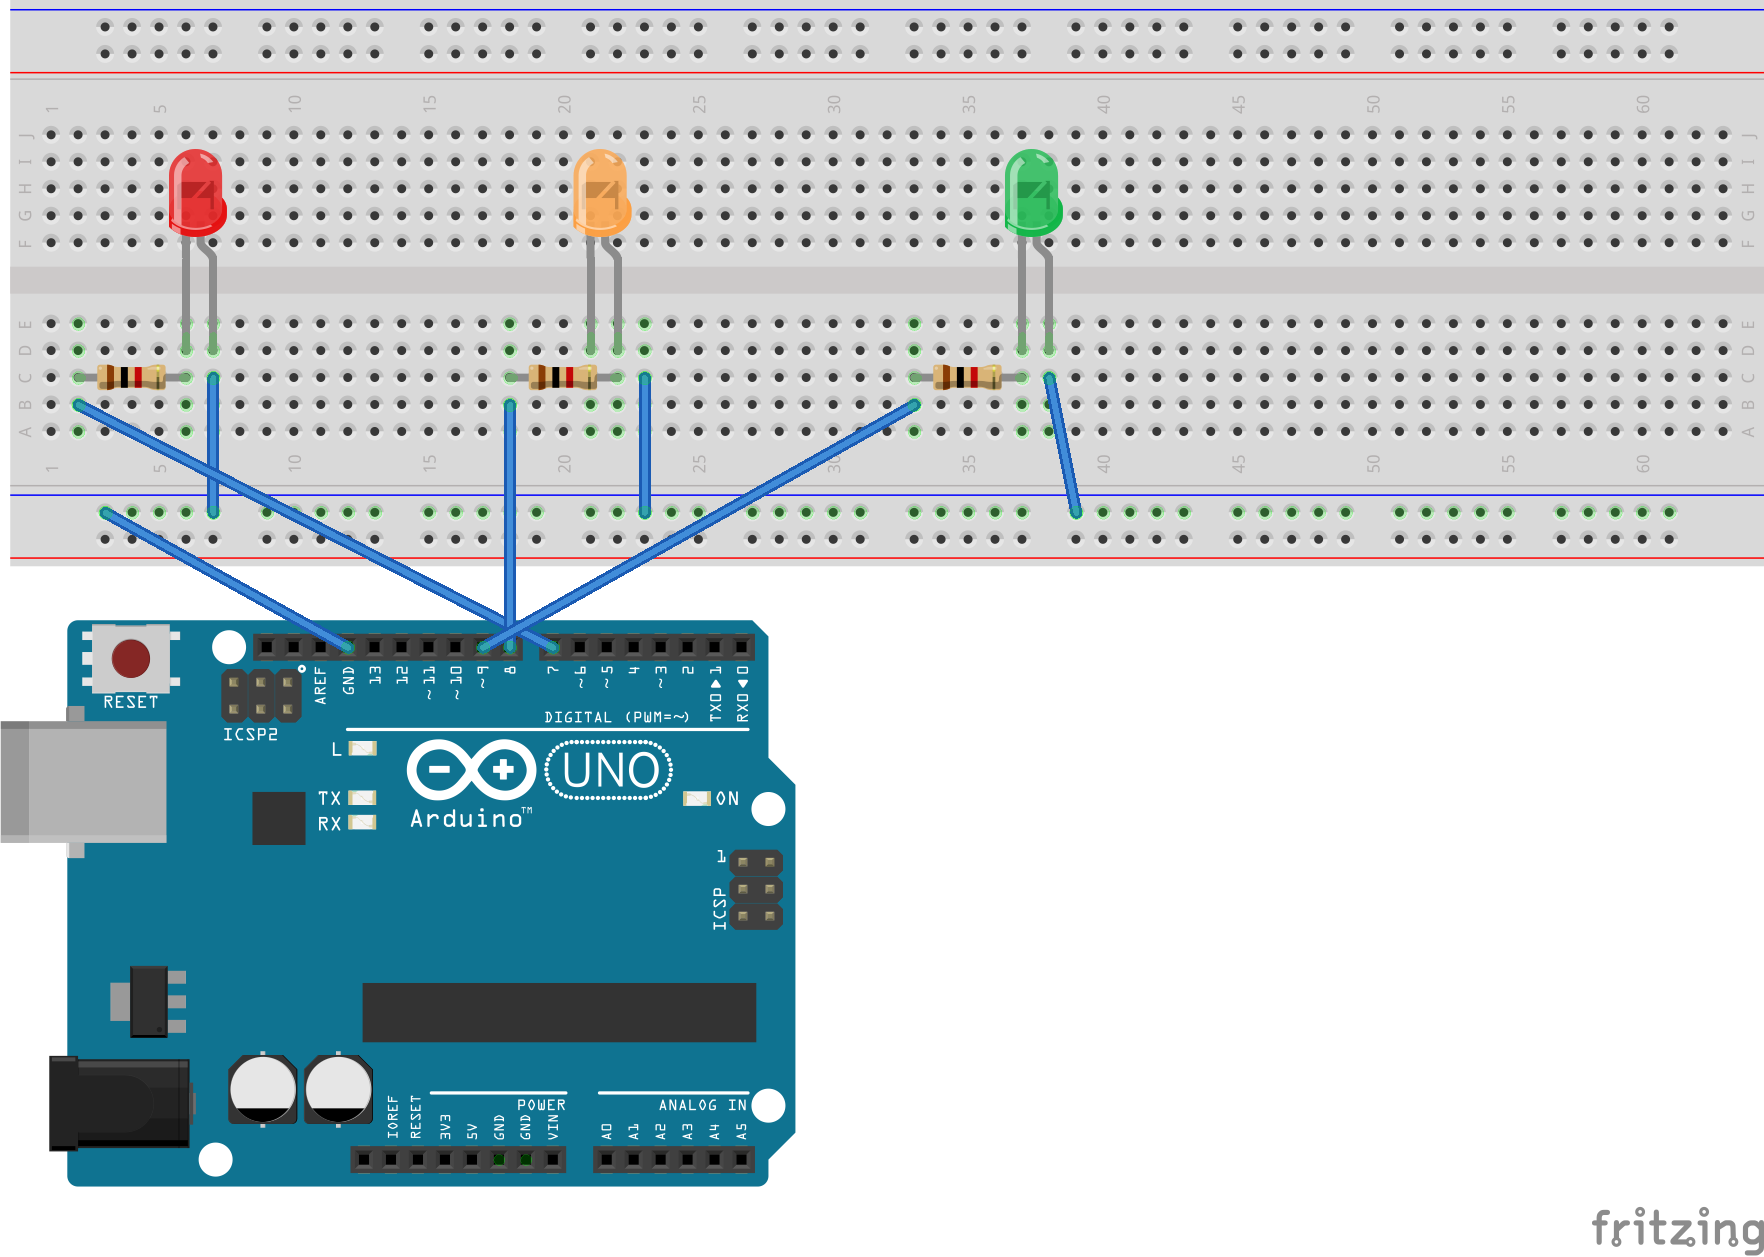 1 5 10 15 20 25 30 35 40 45 50 55 60
J J
I I
H H
G G
F F
E E
D D
C C
B B
A A
1 5 10 15 20 25 30 35 40 45 50 55 60
RESET
ICSP2
AREF
GND
13
12
~11
~10
~9
8
7
~6
~5
4
~3
2
TX0▶1
RX0◀0
DIGITAL (PWM=~)
L
TX
RX
Arduino™
UNO
ON
1
ICSP
IOREF
RESET
3V3
5V
GND
GND
VIN
POWER
ANALOG IN
A0
A1
A2
A3
A4
A5
fritzing